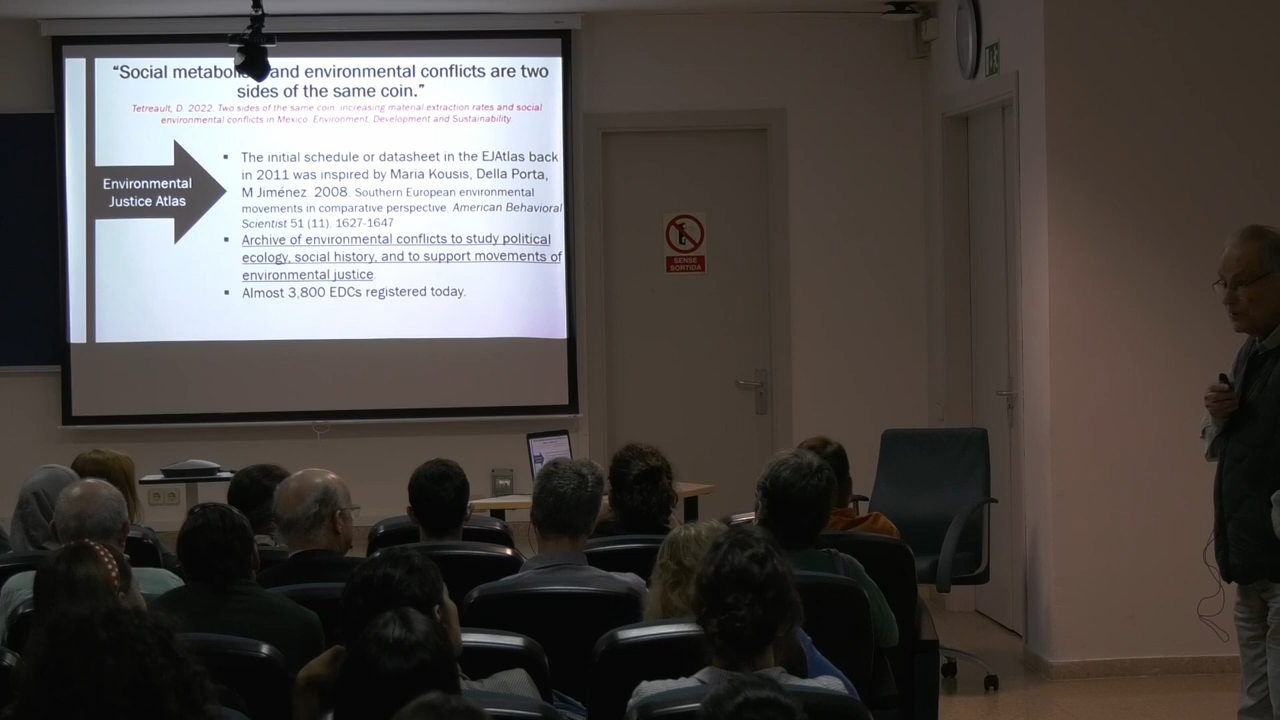 “Social metabolism and environmental conflicts are two
sides of the same coin.”
Tetreault, D. 2022. Two sides of the same coin: increasing material extraction rates and social
environmental conflicts in Mexico. Environment, Development and Sustainability
Environmental
Justice Atlas
▪ The initial schedule or datasheet in the EJAtlas back
in 2011 was inspired by Maria Kousis, Della Porta,
M Jiménez. 2008. Southern European environmental
movements in comparative perspective. American Behavioral
Scientist 51 (11). 1627-1647
▪ Archive of environmental conflicts to study political
ecology, social history, and to support movements of
environmental justice.
▪ Almost 3,800 EDCs registered today.
SENSE
SORTIDA